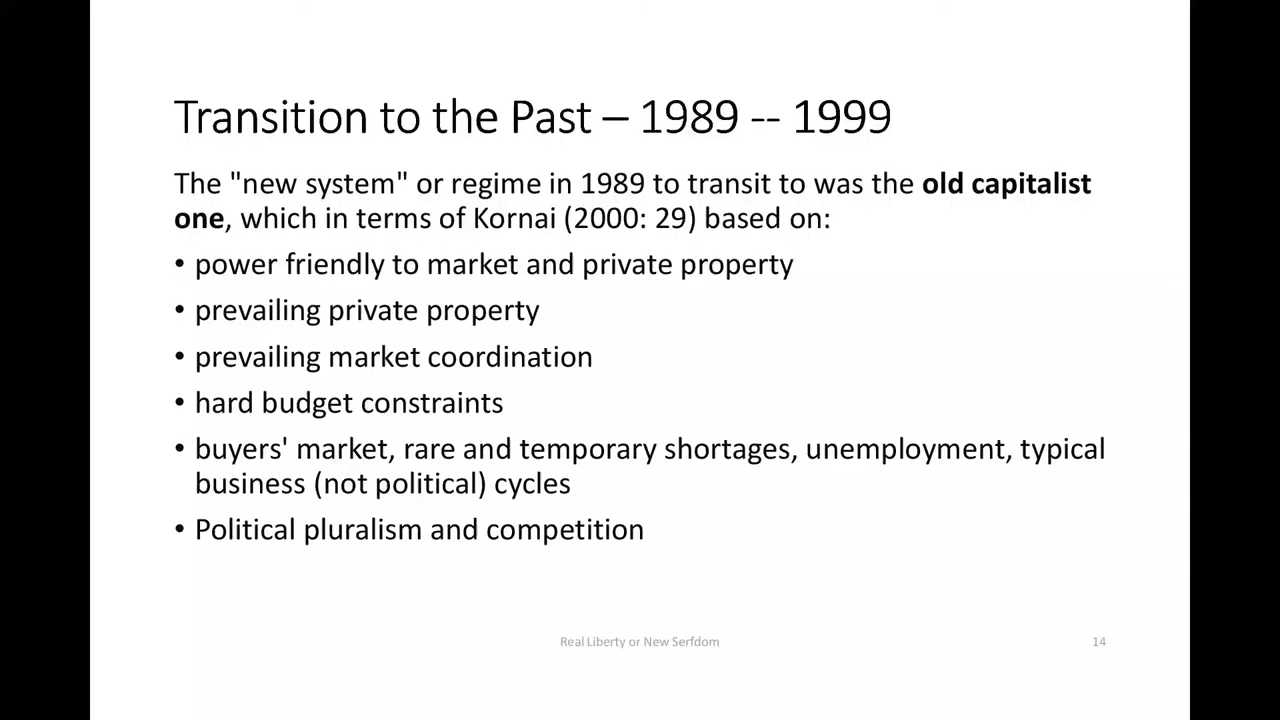 Transition to the Past – 1989 -- 1999
The "new system" or regime in 1989 to transit to was the old capitalist
one, which in terms of Kornai (2000: 29) based on:
• power friendly to market and private property
• prevailing private property
• prevailing market coordination
• hard budget constraints
• buyers' market, rare and temporary shortages, unemployment, typical
business (not political) cycles
• Political pluralism and competition
Real Liberty or New Serfdom
14